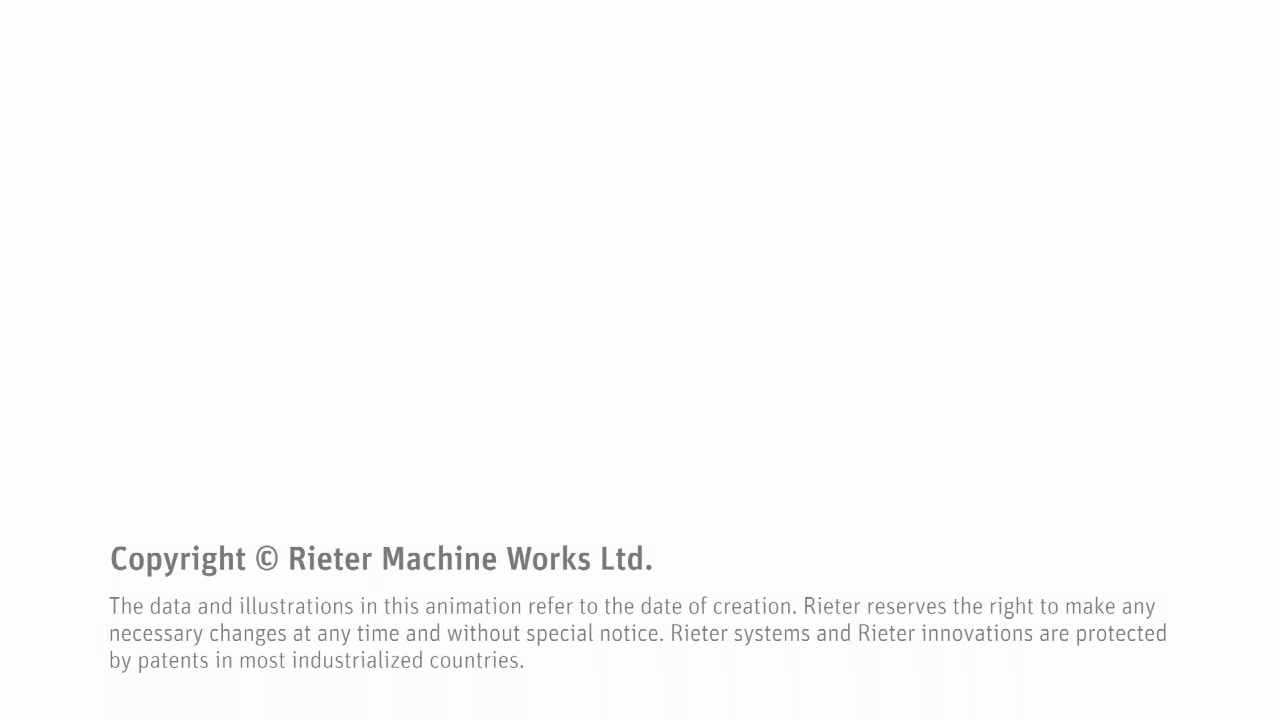 Copyright © Rieter Machine Works Ltd.
The data and illustrations in this animation refer to the date of creation. Rieter reserves the right to make any
necessary changes at any time and without special notice. Rieter systems and Rieter innovations are protected
by patents in most industrialized countries.